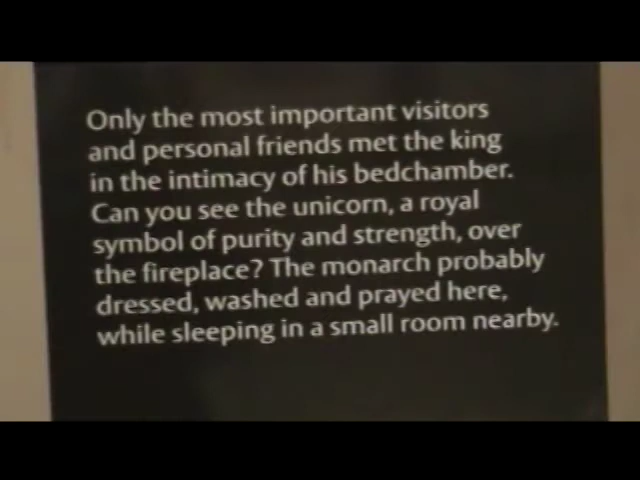 Only the most important visitors
and personal friends met the king
in the intimacy of his bedchamber.
Can you see the unicorn, a royal
symbol of purity and strength, over
the fireplace? The monarch probably
dressed, washed and prayed here,
while sleeping in a small room nearby.